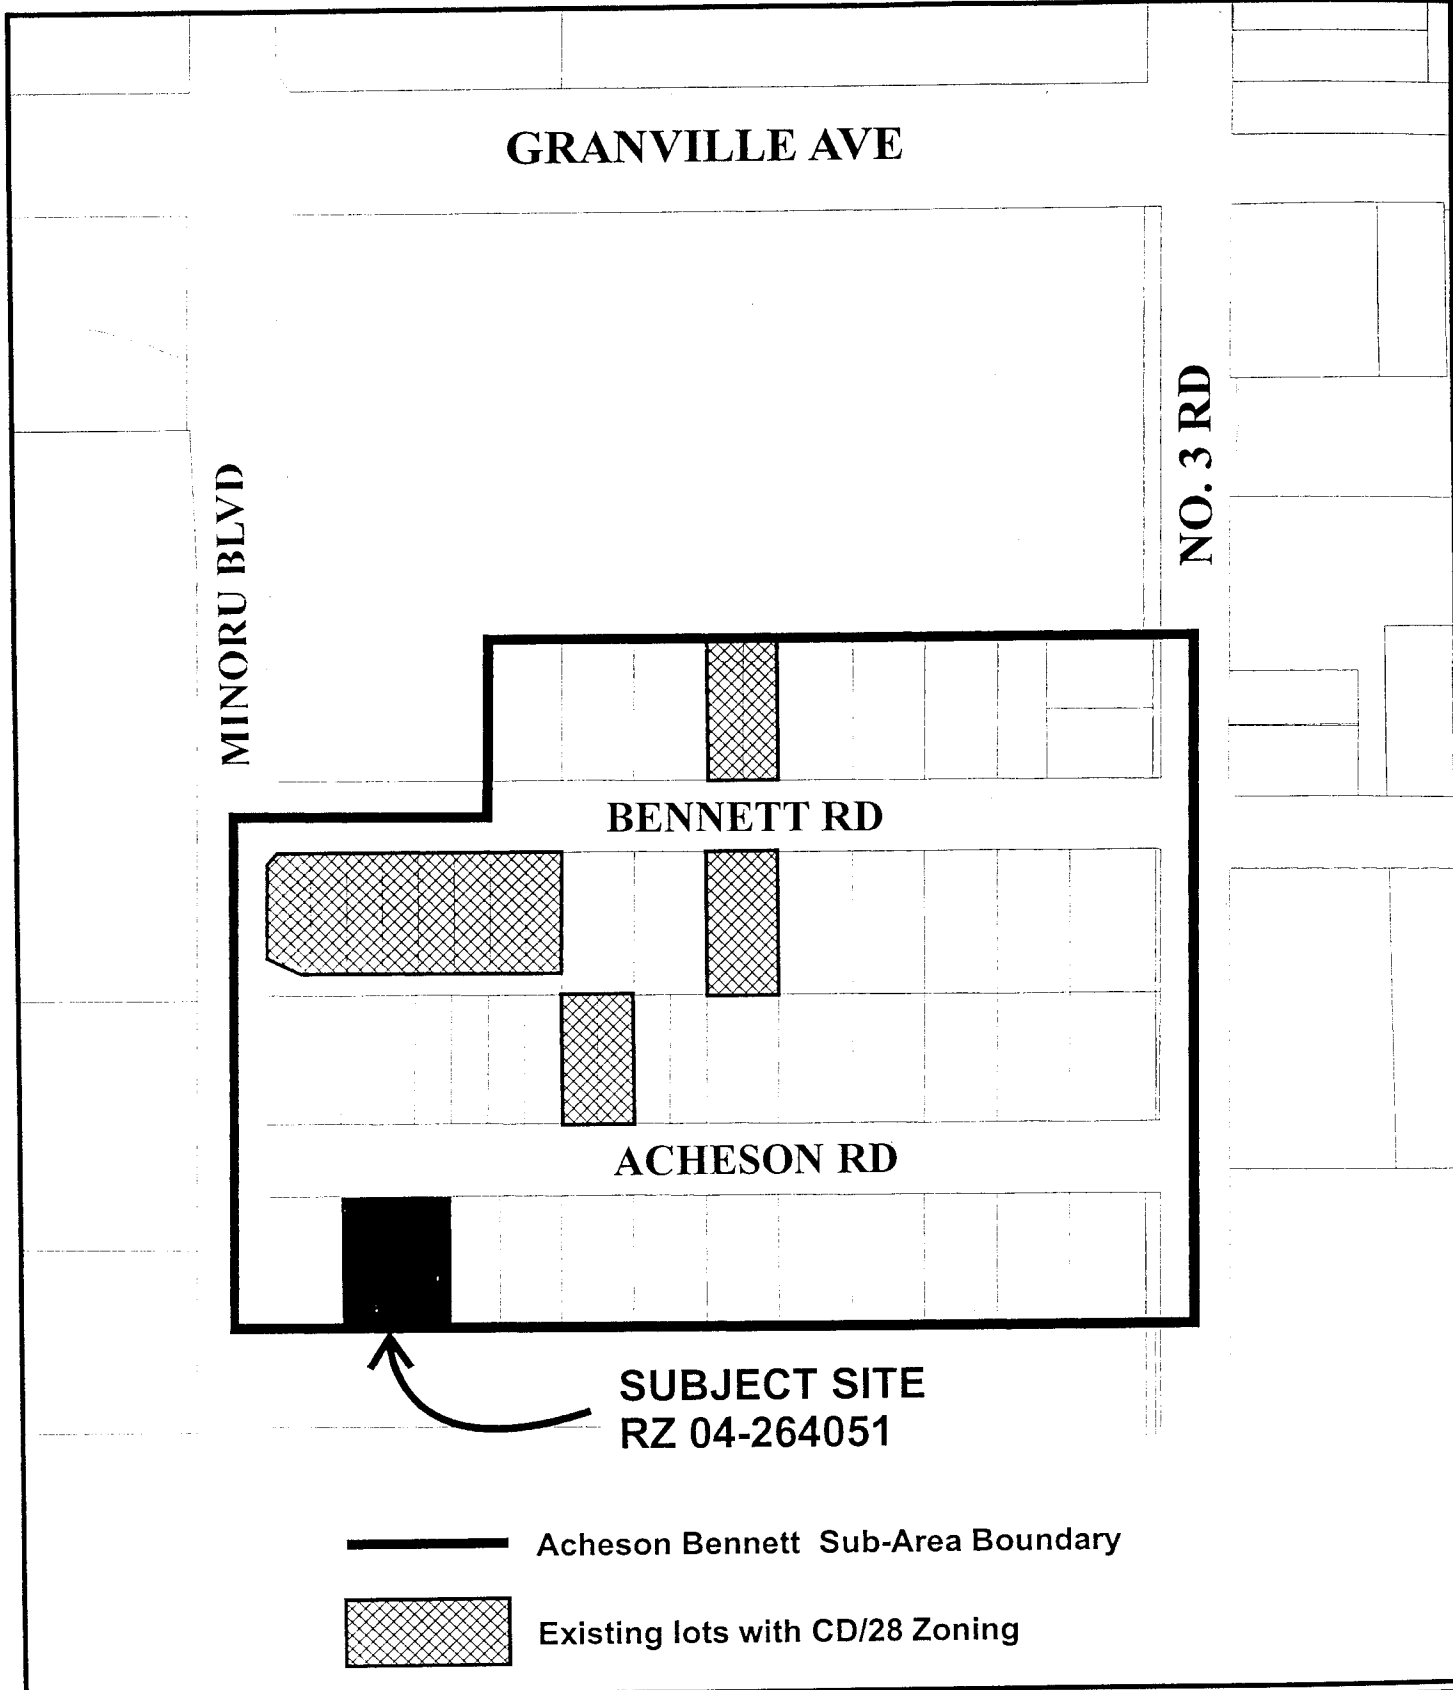 GRANVILLE AVE
MINORU BLVD
NO. 3 RD
BENNETT RD
ACHESON RD
SUBJECT SITE
RZ 04-264051
Acheson Bennett Sub-Area Boundary
Existing lots with CD/28 Zoning